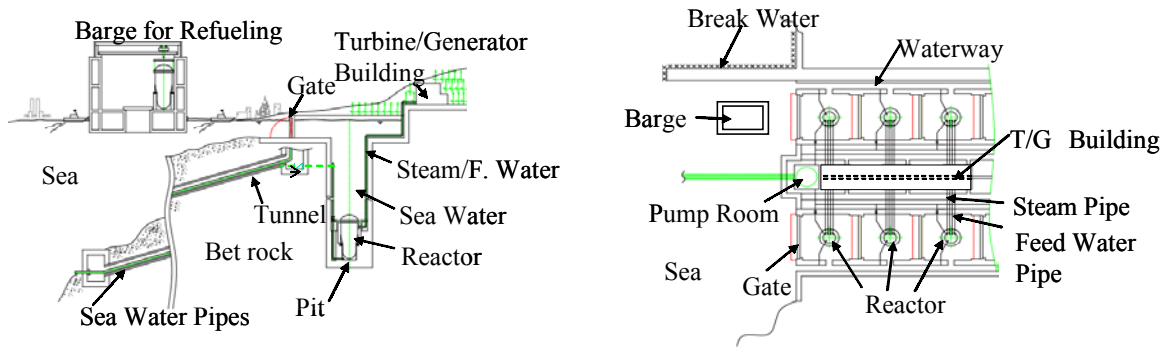 Barge for Refueling
Turbine/Generator
Building
Gate
Steam/F. Water
Sea
Tunnel
Sea Water
Bet rock
Reactor
Pit
Sea Water Pipes
Break Water
Waterway
Barge
T/G Building
Pump Room
Steam Pipe
Feed Water
Pipe
Sea
Gate
Reactor